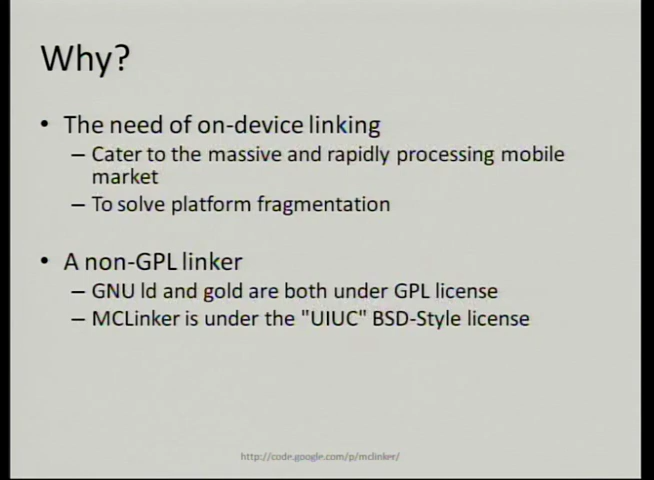 Why?
• The need of on-device linking
– Cater to the massive and rapidly processing mobile
market
– To solve platform fragmentation
• A non-GPL linker
– GNU ld and gold are both under GPL license
– MCLinker is under the "UIUC" BSD-Style license
http://code.google.com/p/mclinker/